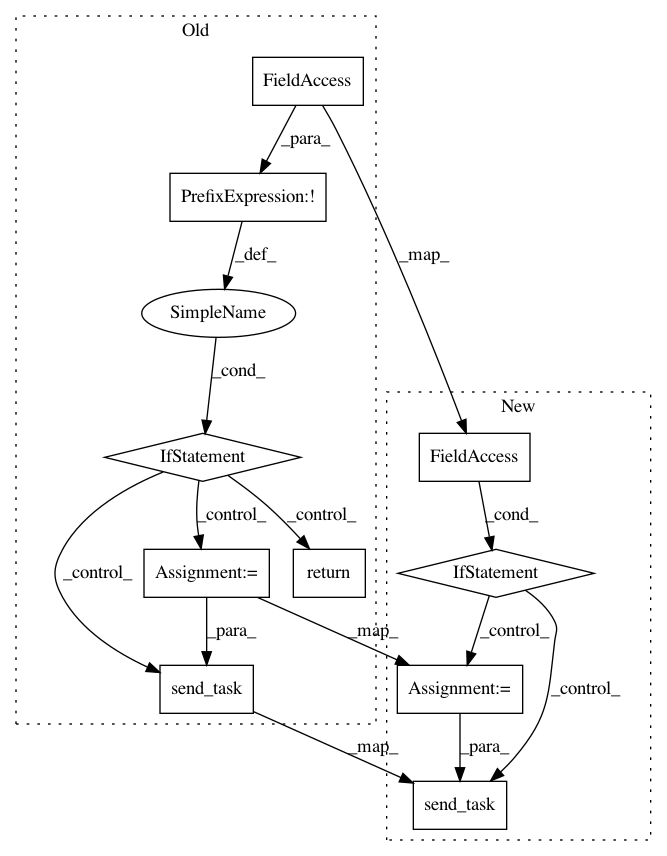 Old
FieldAccess
_para_
PrefixExpression:!
_def_
_map_
SimpleName
_cond_
New
IfStatement
FieldAccess
_cond_
_control_
_control_
_control_
IfStatement
Assignment:=
return
_para_
_map_
_control_
_control_
send_task
Assignment:=
_map_
_para_
send_task